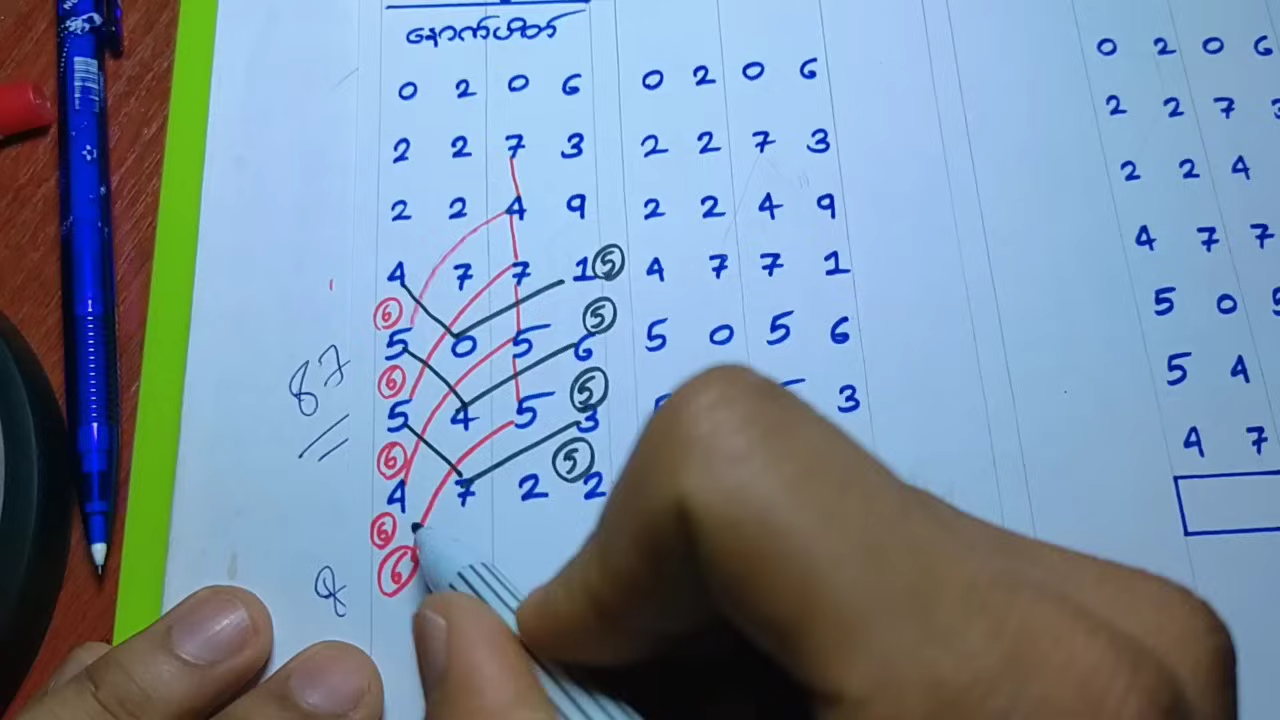 နောက်ပိတ်
0 2 0 6 0 2 0 6 0 2 0 6
2 2 7 3 2 2 7 3 2 2 7 3
2 2 4 9 2 2 4 9 2 2 4
4 7 7 1 ⑤ 4 7 7 1 4 7 7
⑥ ⑤
5 0 5 6 5 0 5 6 5 0 5
87 ⑥ ⑤
5 4 5 3 3 5 4
⑥ ⑤
4 7 2 2 4 7
⑥
⑥